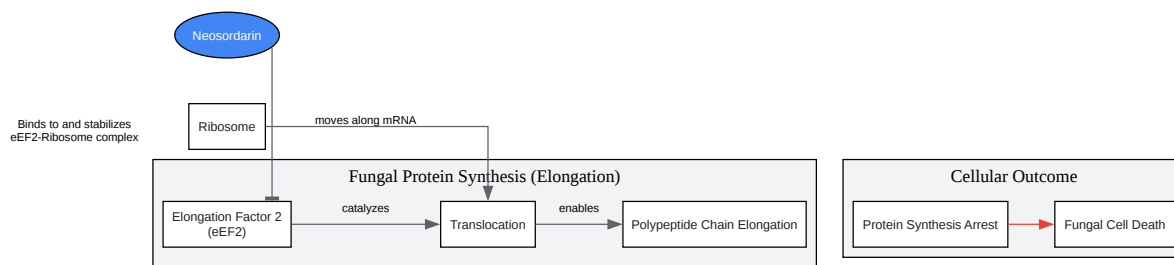 Neosordarin
Binds to and stabilizes
eEF2-Ribosome complex
Ribosome
moves along mRNA
Fungal Protein Synthesis (Elongation)
Cellular Outcome
Elongation Factor 2
(eEF2)
catalyzes
Translocation
enables
Polypeptide Chain Elongation
Protein Synthesis Arrest
Fungal Cell Death